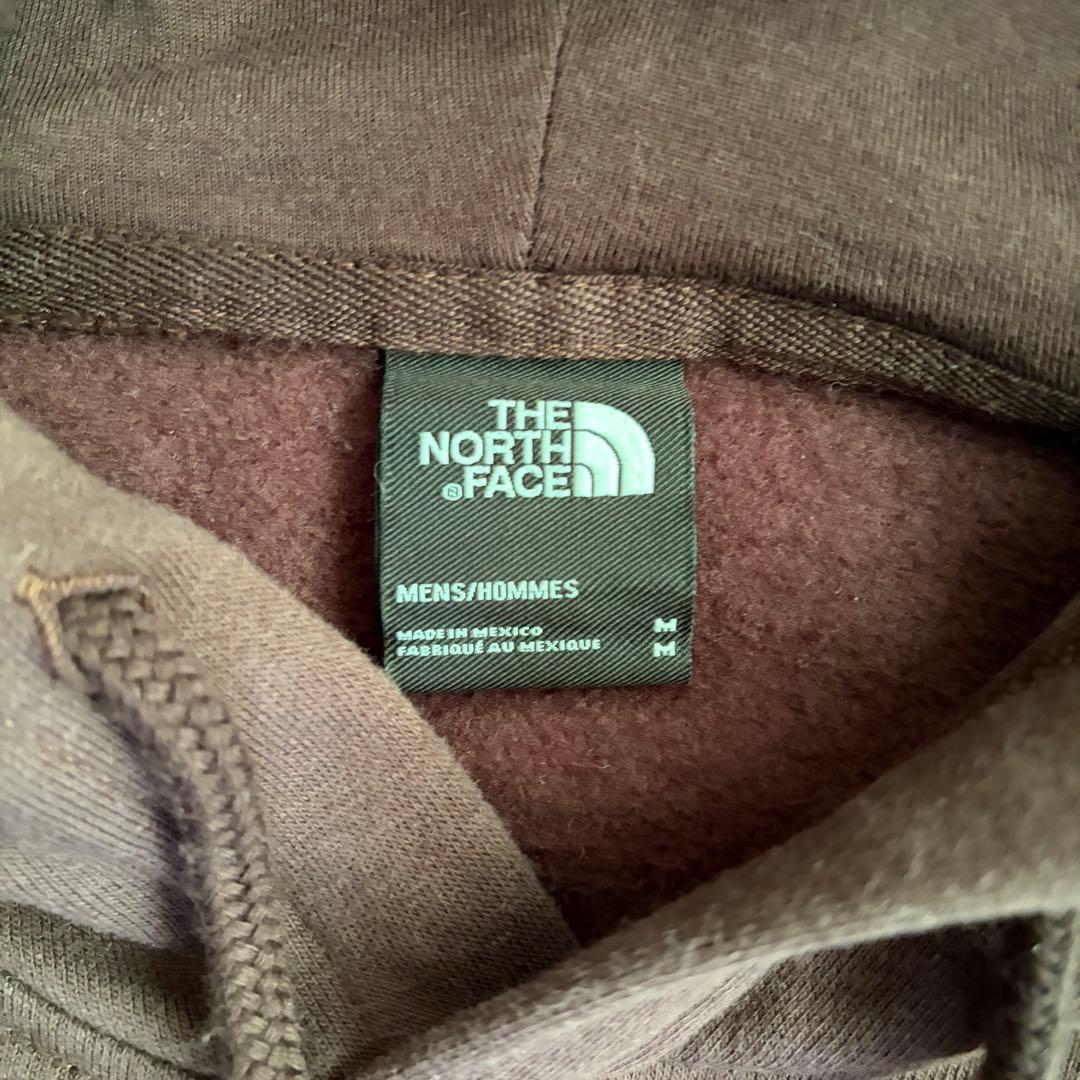 THE
NORTH
®FACE
MENS/HOMMES
MADE IN MEXICO M
FABRIQUÉ AU MEXIQUE M